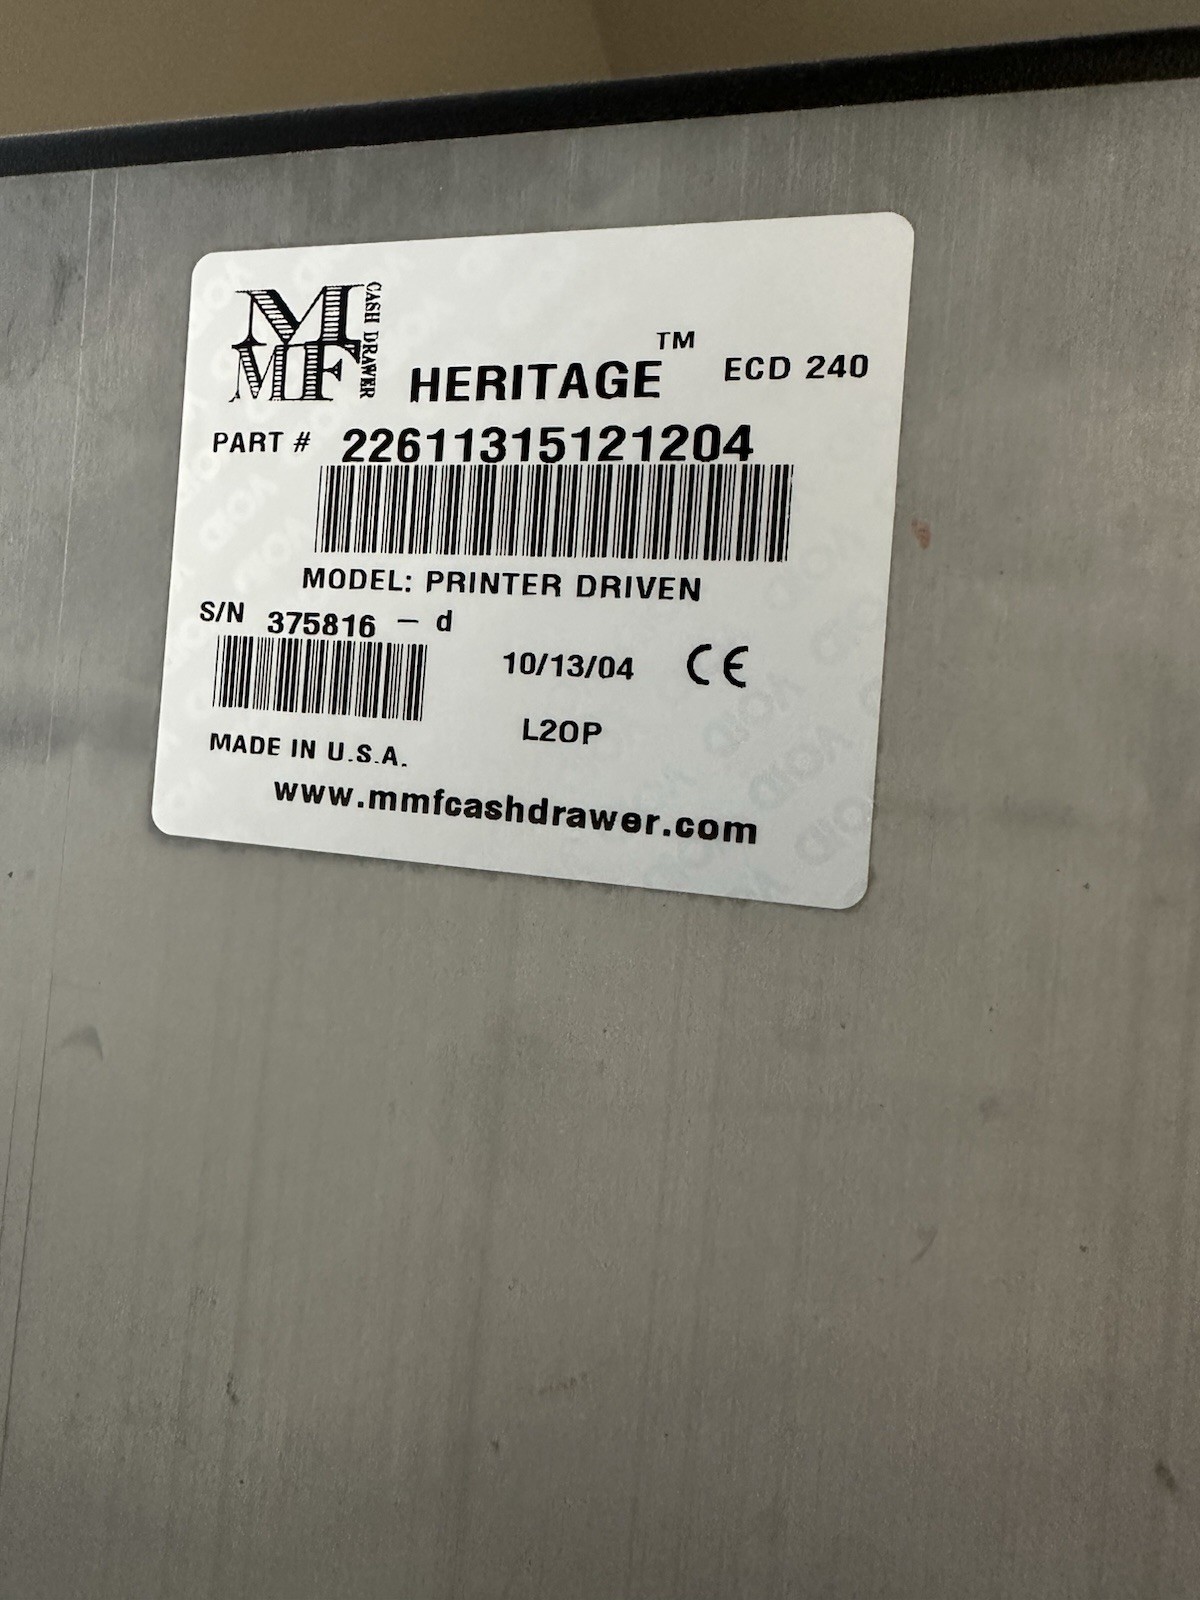 MMF CASH DRAWER
HERITAGE™ ECD 240
PART # 22611315121204
MODEL: PRINTER DRIVEN
S/N 375816 - d
10/13/04 CE
L2OP
MADE IN U.S.A.
www.mmfcashdrawer.com
VOID